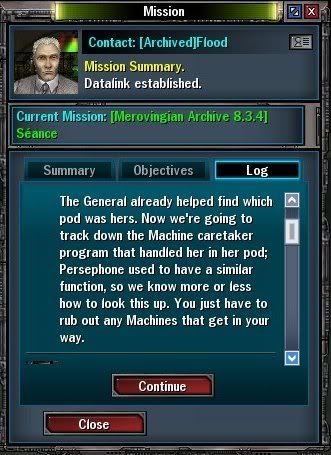 Mission
Contact: [Archived]Flood
Mission Summary.
Datalink established.
Current Mission: [Merovingian Archive 8.3.4]
Séance
Summary Objectives Log
The General already helped find which
pod was hers. Now we're going to
track down the Machine caretaker
program that handled her in her pod;
Persephone used to have a similar
function, so we know more or less
how to look this up. You just have to
rub out any Machines that get in your
way.
Continue
Close